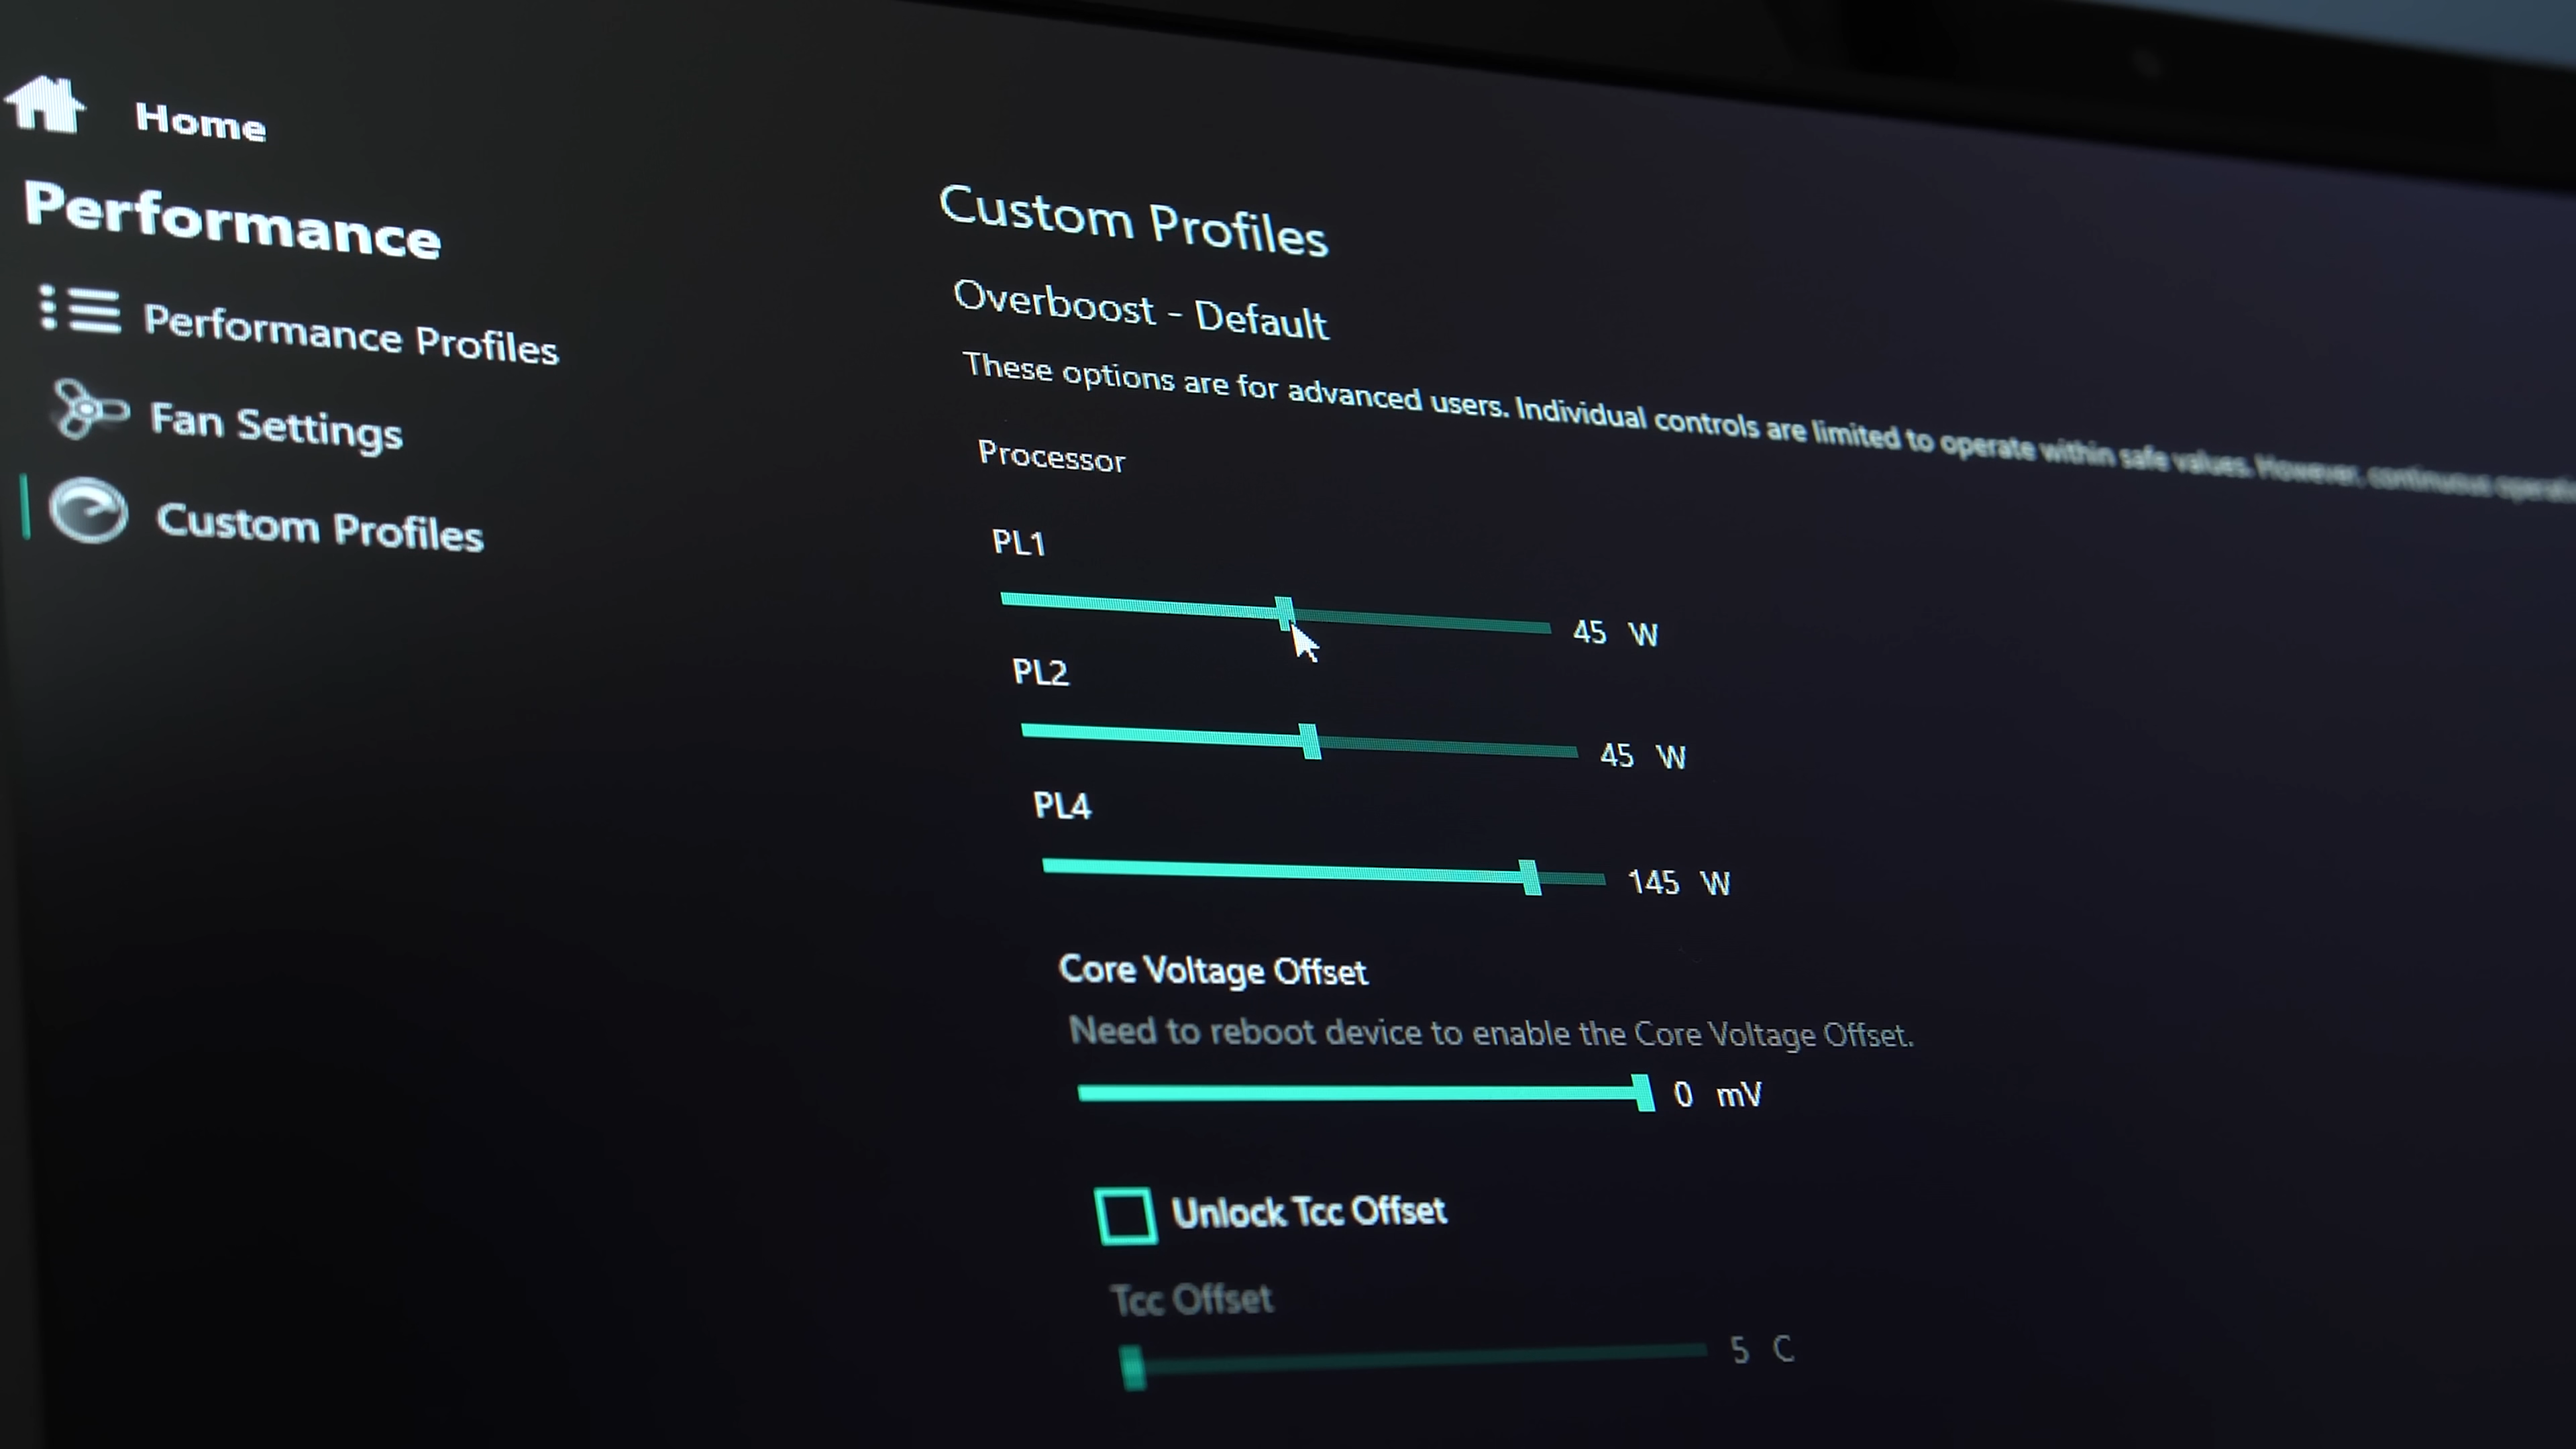 Home
Performance
Performance Profiles
Fan Settings
Custom Profiles
Custom Profiles
Overboost - Default
These options are for advanced users. Individual controls are limited to operate within safe values. However, continuous
Processor
PL1
45 W
PL2
45 W
PL4
145 W
Core Voltage Offset
Need to reboot device to enable the Core Voltage Offset.
0 mV
Unlock Tcc Offset
Tcc Offset
5 C